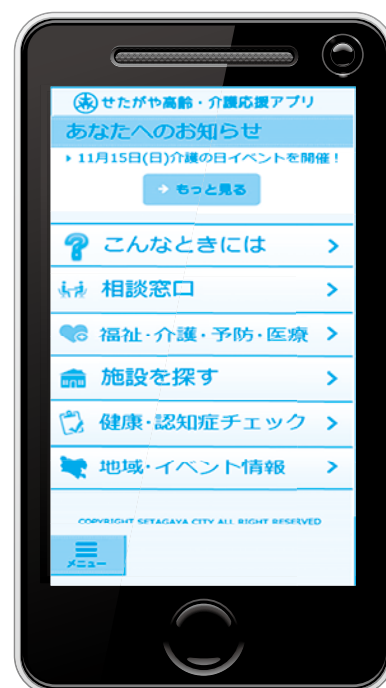 せたがや高齢・介護応援アプリ
あなたへのお知らせ
11月15日(日)介護の日イベントを開催！
もっと見る
こんなときには
相談窓口
福祉・介護・予防・医療
施設を探す
健康・認知症チェック
地域・イベント情報
COPYRIGHT SETAGAYA CITY ALL RIGHT RESERVED
メニュー